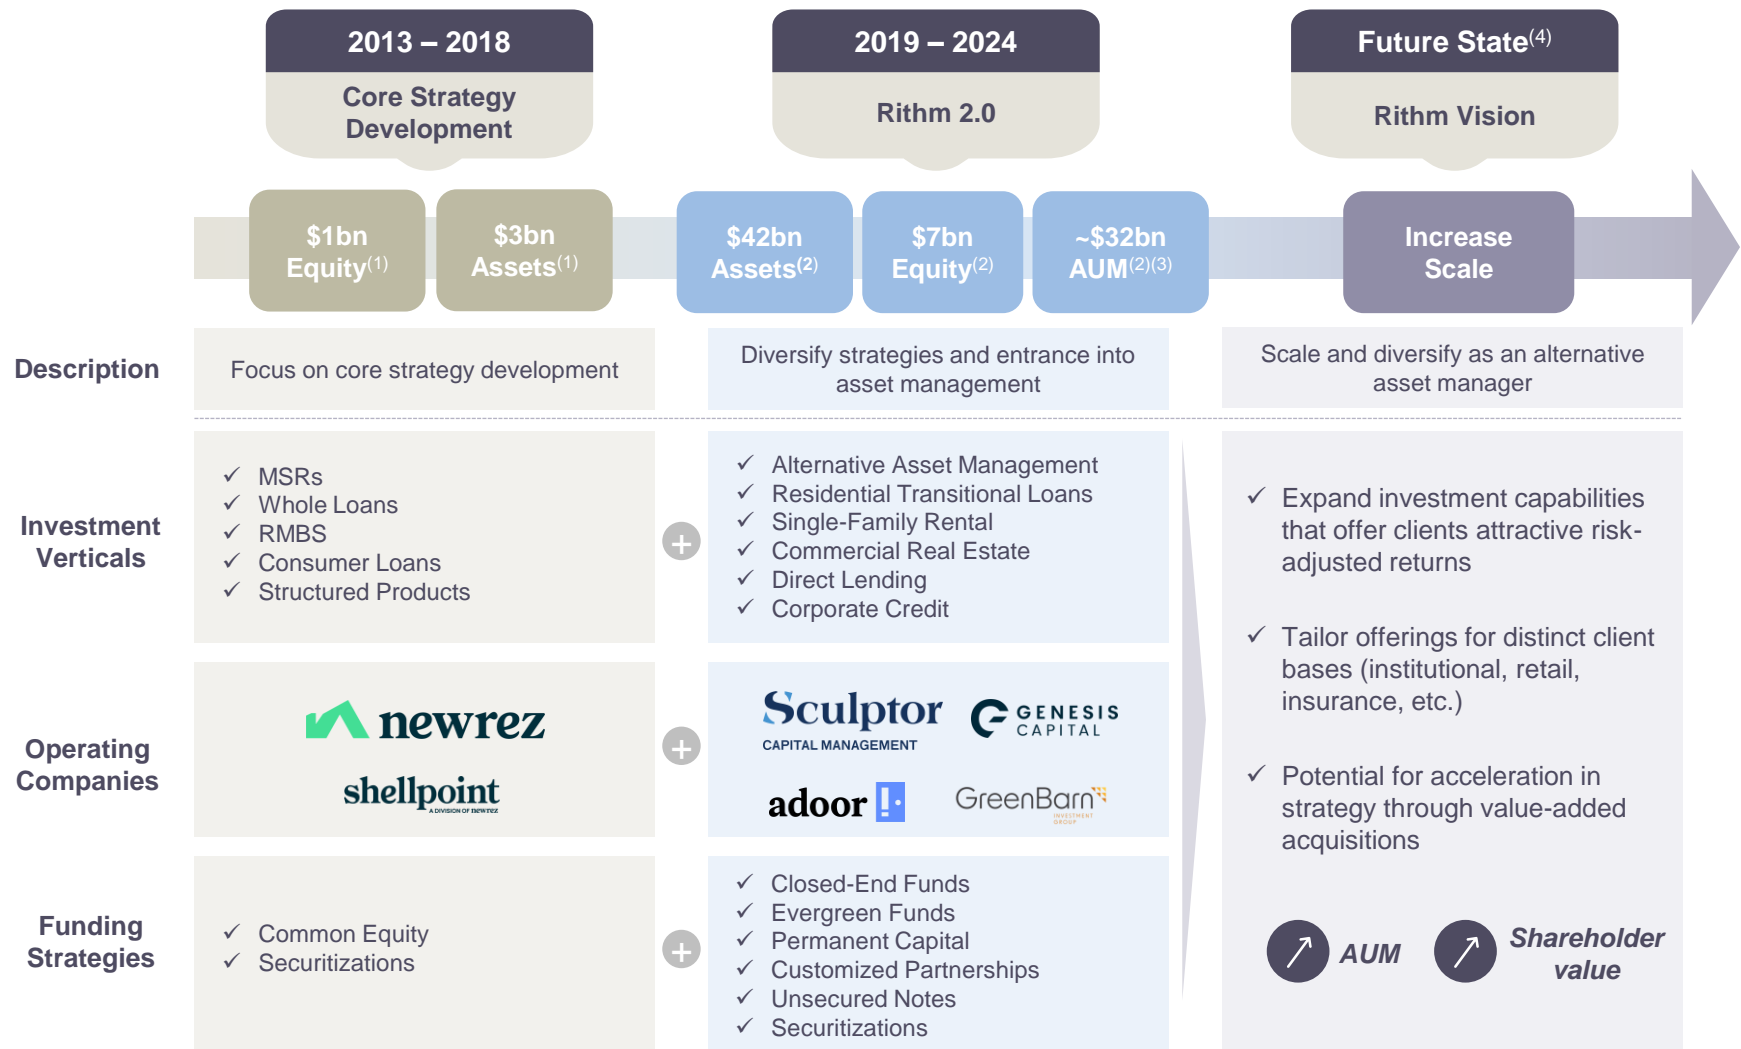 2013 – 2018
Core Strategy
Development
2019 – 2024
Rithm 2.0
Future State(4)
Rithm Vision
$1bn
Equity(1)
$3bn
Assets(1)
$42bn
Assets(2)
$7bn
Equity(2)
~$32bn
AUM(2)(3)
Increase
Scale
Description
Focus on core strategy development
Diversify strategies and entrance into
asset management
Scale and diversify as an alternative
asset manager
Investment
Verticals
✓ MSRs
✓ Whole Loans
✓ RMBS
✓ Consumer Loans
✓ Structured Products
+
✓ Alternative Asset Management
✓ Residential Transitional Loans
✓ Single-Family Rental
✓ Commercial Real Estate
✓ Direct Lending
✓ Corporate Credit
Operating
Companies
newrez
shellpoint
A DIVISION OF newrez
+
Sculptor
CAPITAL MANAGEMENT
GENESIS
CAPITAL
adoor
GreenBarn
INVESTMENT
GROUP
Funding
Strategies
✓ Common Equity
✓ Securitizations
+
✓ Closed-End Funds
✓ Evergreen Funds
✓ Permanent Capital
✓ Customized Partnerships
✓ Unsecured Notes
✓ Securitizations
✓ Expand investment capabilities
that offer clients attractive risk-
adjusted returns
✓ Tailor offerings for distinct client
bases (institutional, retail,
insurance, etc.)
✓ Potential for acceleration in
strategy through value-added
acquisitions
AUM
Shareholder
value